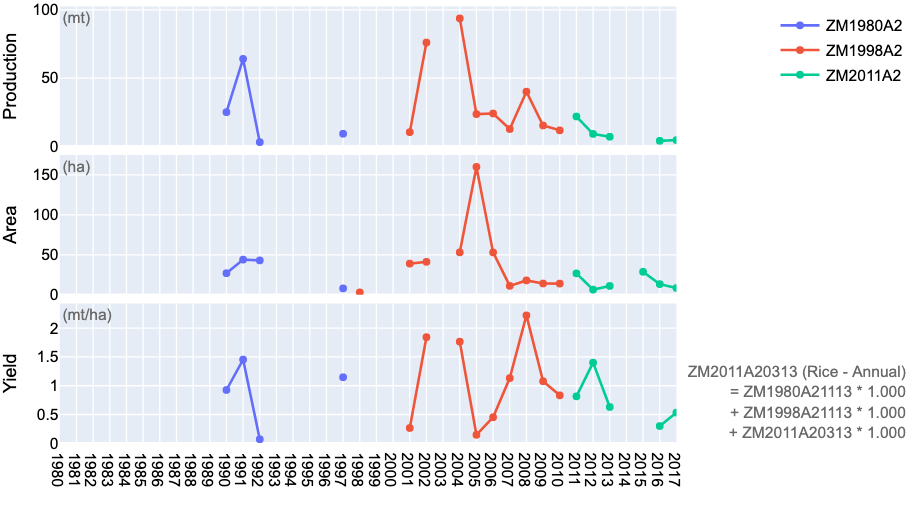 ZM1980A2
ZM1998A2
ZM2011A2
Production
(mt)
100
50
0
Area
(ha)
150
100
50
0
Yield
(mt/ha)
2
1.5
1
0.5
0
1980 1981 1982 1983 1984 1985 1986 1987 1988 1989 1990 1991 1992 1993 1994 1995 1996 1997 1998 1999 2000 2001 2002 2003 2004 2005 2006 2007 2008 2009 2010 2011 2012 2013 2014 2015 2016 2017
ZM2011A20313 (Rice - Annual)
= ZM1980A21113 * 1.000
+ ZM1998A21113 * 1.000
+ ZM2011A20313 * 1.000